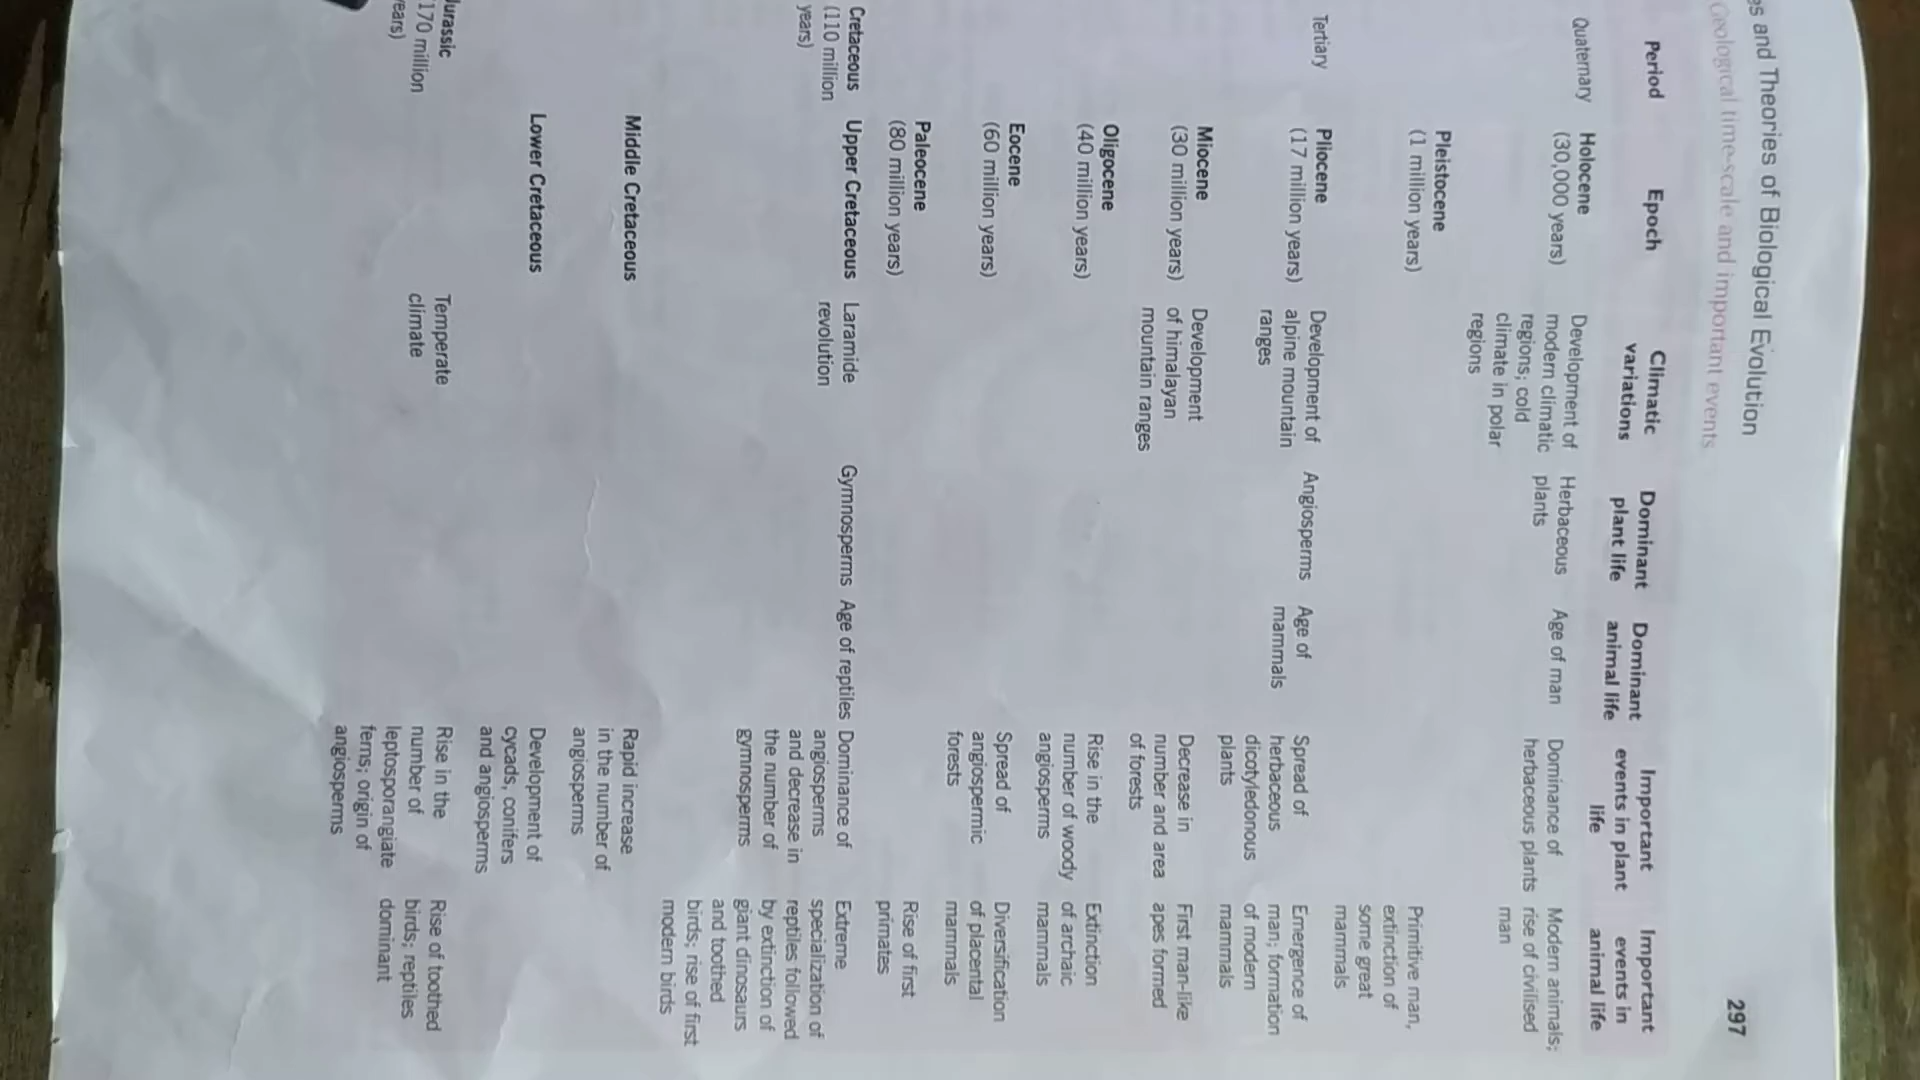 and Theories of Biological Evolution 297
Geological time-scale and important events
Period Epoch Climatic variations Dominant plant life Dominant animal life Important events in plant life Important events in animal life
Quaternary Holocene (30,000 years) Development of modern climatic regions; cold climate in polar regions Herbaceous plants Age of man Dominance of herbaceous plants Modern animals; rise of civilised man
Pleistocene (1 million years) Primitive man, extinction of some great mammals
Tertiary Pliocene (17 million years) Development of alpine mountain ranges Angiosperms Age of mammals Spread of herbaceous dicotyledonous plants Emergence of man; formation of modern mammals
Miocene (30 million years) Development of himalayan mountain ranges Decrease in number and area of forests First man-like apes formed
Oligocene (40 million years) Rise in the number of woody angiosperms Extinction of archaic mammals
Eocene (60 million years) Spread of angiospermic forests Diversification of placental mammals
Paleocene (80 million years) Rise of first primates
Cretaceous (110 million years) Upper Cretaceous Laramide revolution Gymnosperms Age of reptiles Dominance of angiosperms and decrease in the number of gymnosperms Extreme specialization of reptiles followed by extinction of giant dinosaurs and toothed birds; rise of first modern birds
Middle Cretaceous Rapid increase in the number of angiosperms
Lower Cretaceous Development of cycads, conifers and angiosperms
Jurassic (170 million years) Temperate climate Rise in the number of leptosporangiate ferns; origin of angiosperms Rise of toothed birds; reptiles dominant